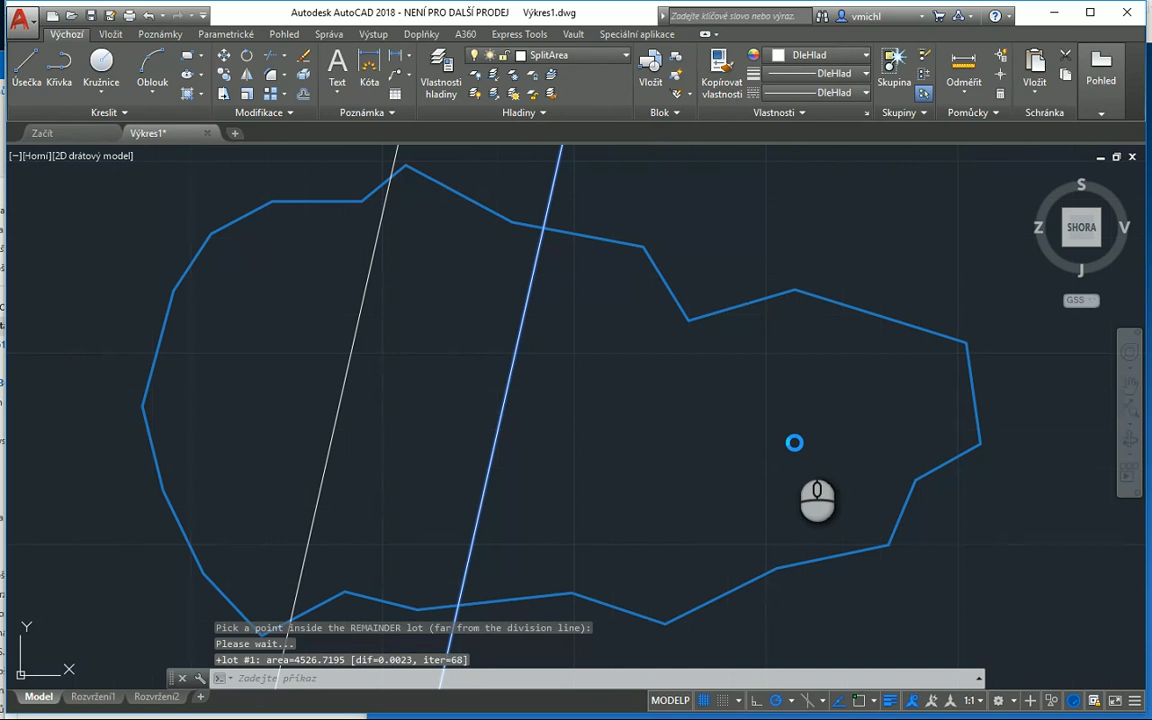 A
Autodesk AutoCAD 2018 - NENÍ PRO DALŠÍ PRODEJ Výkres1.dwg
Zadejte klíčové slovo nebo výraz.
vmichl
Výchozí Vložit Poznámky Parametrické Pohled Správa Výstup Doplňky A360 Express Tools Vault Speciální aplikace
Úsečka Křivka Kružnice Oblouk
Text Kóta
Vlastnosti hladiny
SplitArea
Vložit
Kopírovat vlastnosti
DleHlad
DleHlad
DleHlad
Skupina
Odměřit
Vložit
Pohled
Kreslit Modifikace Poznámka Hladiny Blok Vlastnosti Skupiny Pomůcky Schránka
Začít Výkres1*
[−][Horní][2D drátový model]
S
Z SHORA V
J
GSS
Y
X
Pick a point inside the REMAINDER lot (far from the division line):
Please wait...
+lot #1: area=4526.7195 [dif=0.0023, iter=68]
Zadejte příkaz
Model Rozvržení1 Rozvržení2 +
MODELP 1:1